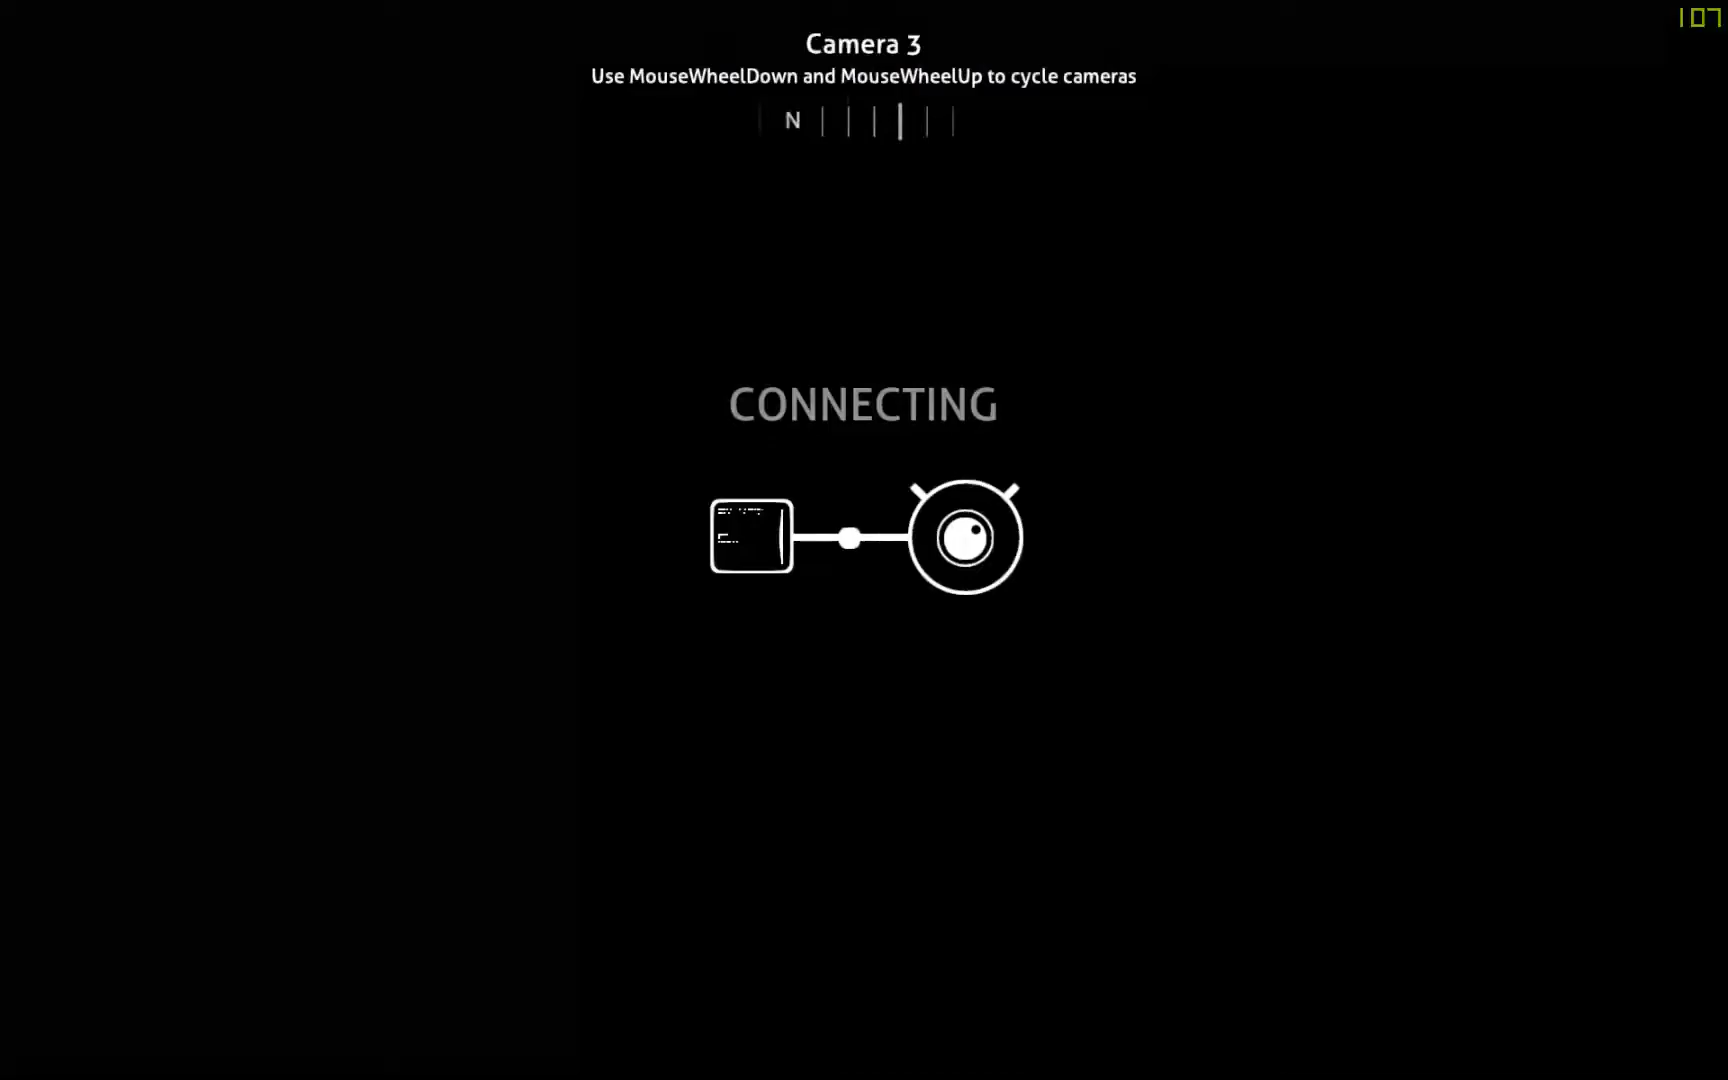 107
Camera 3
Use MouseWheelDown and MouseWheelUp to cycle cameras
N
CONNECTING